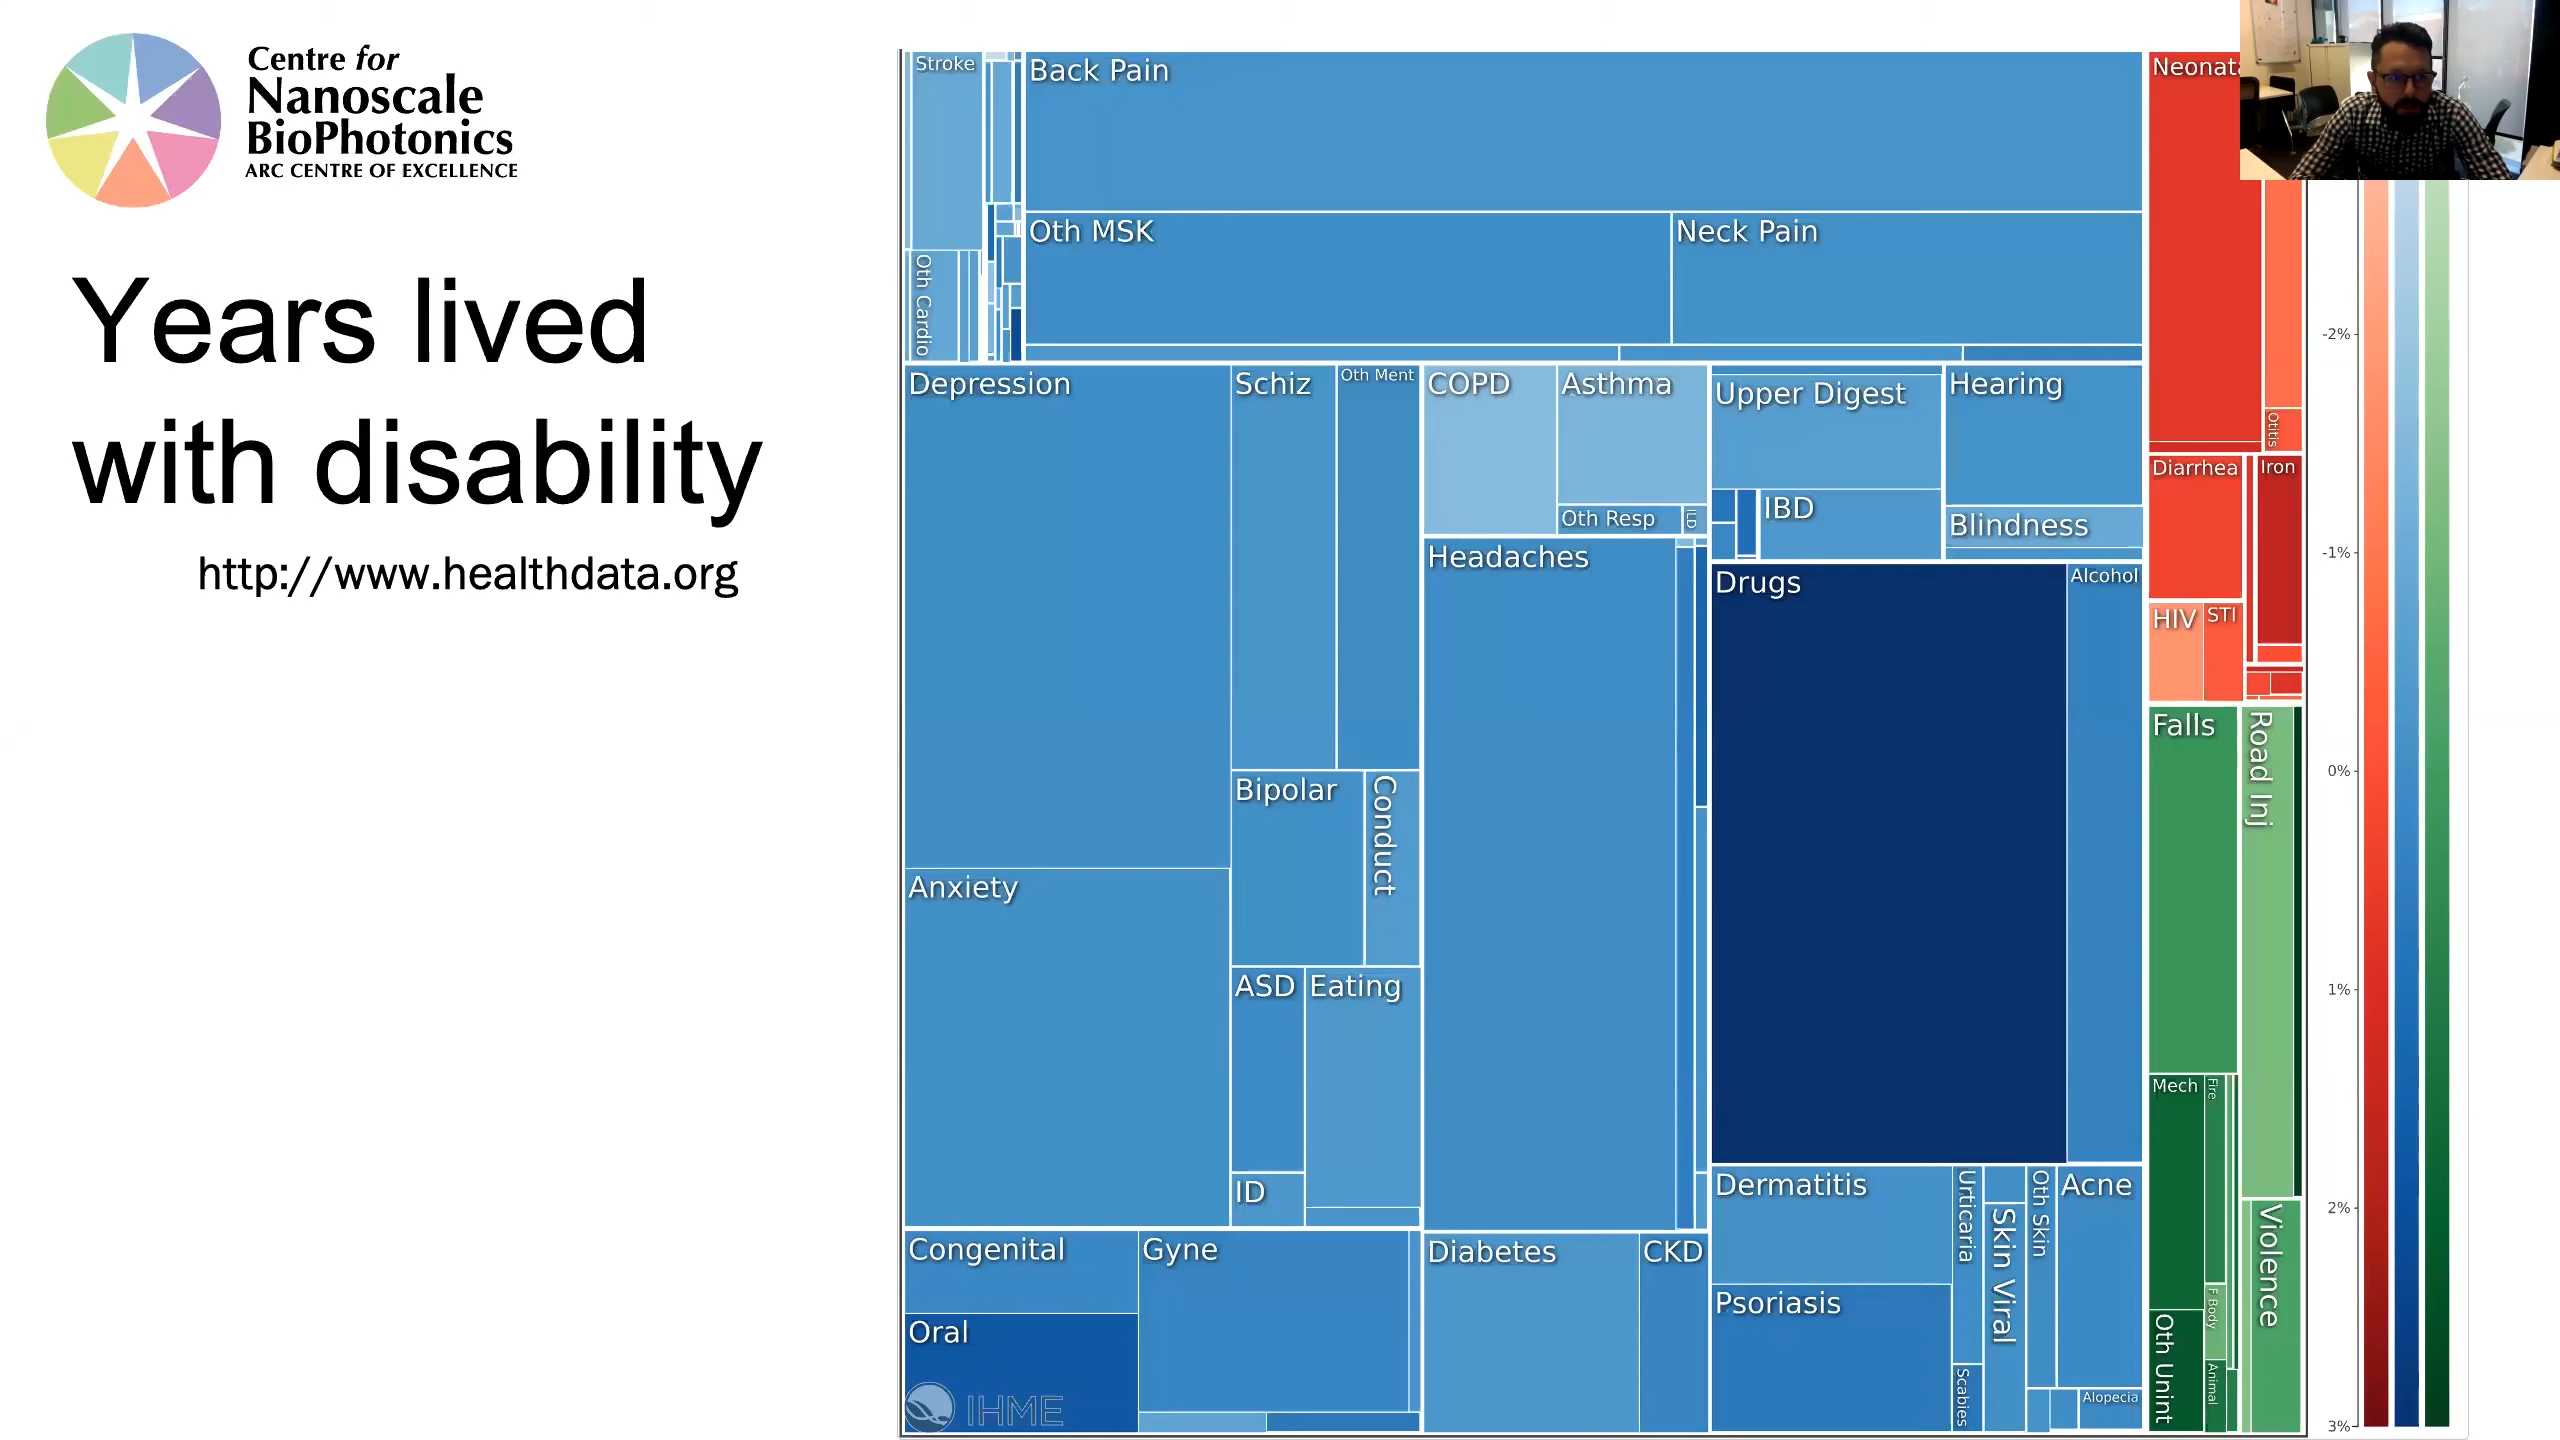 Centre for
Nanoscale
BioPhotonics
ARC CENTRE OF EXCELLENCE
Years lived
with disability
http://www.healthdata.org
Stroke
Oth Cardio
Back Pain
Oth MSK
Neck Pain
Depression
Schiz
Oth Ment
Anxiety
Bipolar
Conduct
ASD
Eating
ID
Congenital
Gyne
Oral
IHME
COPD
Asthma
Oth Resp
ILD
Headaches
Diabetes
CKD
Upper Digest
IBD
Hearing
Blindness
Drugs
Alcohol
Dermatitis
Psoriasis
Urticaria
Scabies
Skin Viral
Oth Skin
Acne
Alopecia
Otitis
Diarrhea
Iron
HIV
STI
Falls
Road Inj
Mech
Fire
F Body
Animal
Oth Unint
Violence
-2%
-1%
0%
1%
2%
3%